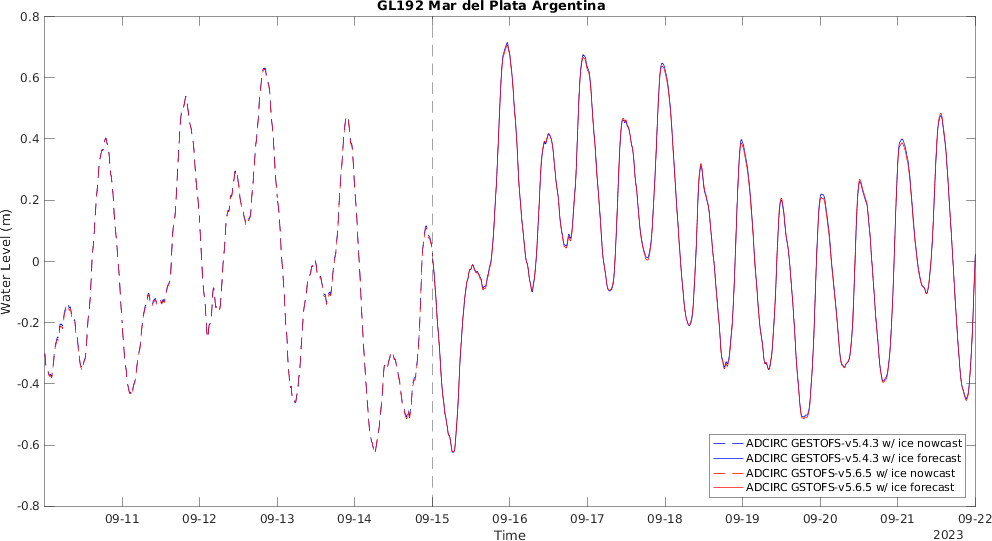 GL192 Mar del Plata Argentina
0.8
0.6
0.4
0.2
0
-0.2
-0.4
-0.6
-0.8
Water Level (m)
ADCIRC GESTOFS-v5.4.3 w/ ice nowcast
ADCIRC GESTOFS-v5.4.3 w/ ice forecast
ADCIRC GSTOFS-v5.6.5 w/ ice nowcast
ADCIRC GSTOFS-v5.6.5 w/ ice forecast
09-11 09-12 09-13 09-14 09-15 09-16 09-17 09-18 09-19 09-20 09-21 09-22
Time
2023